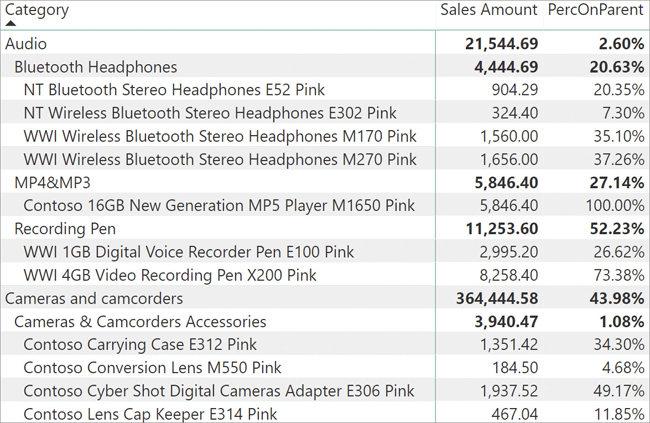 Category Sales Amount PercOnParent
Audio 21,544.69 2.60%
Bluetooth Headphones 4,444.69 20.63%
NT Bluetooth Stereo Headphones E52 Pink 904.29 20.35%
NT Wireless Bluetooth Stereo Headphones E302 Pink 324.40 7.30%
WWI Wireless Bluetooth Stereo Headphones M170 Pink 1,560.00 35.10%
WWI Wireless Bluetooth Stereo Headphones M270 Pink 1,656.00 37.26%
MP4&MP3 5,846.40 27.14%
Contoso 16GB New Generation MP5 Player M1650 Pink 5,846.40 100.00%
Recording Pen 11,253.60 52.23%
WWI 1GB Digital Voice Recorder Pen E100 Pink 2,995.20 26.62%
WWI 4GB Video Recording Pen X200 Pink 8,258.40 73.38%
Cameras and camcorders 364,444.58 43.98%
Cameras & Camcorders Accessories 3,940.47 1.08%
Contoso Carrying Case E312 Pink 1,351.42 34.30%
Contoso Conversion Lens M550 Pink 184.50 4.68%
Contoso Cyber Shot Digital Cameras Adapter E306 Pink 1,937.52 49.17%
Contoso Lens Cap Keeper E314 Pink 467.04 11.85%